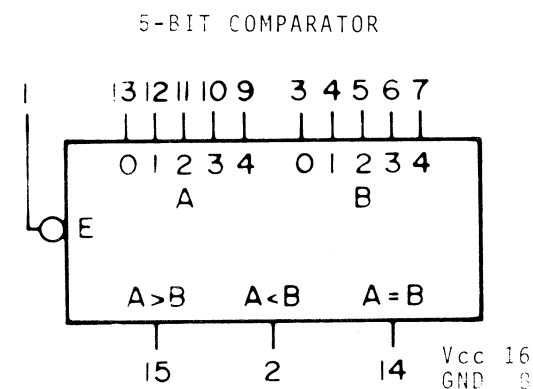 5-BIT COMPARATOR
1 13 12 11 10 9 3 4 5 6 7
0 1 2 3 4 0 1 2 3 4
A B
E
A>B A<B A=B
15 2 14 Vcc 16
GND 8